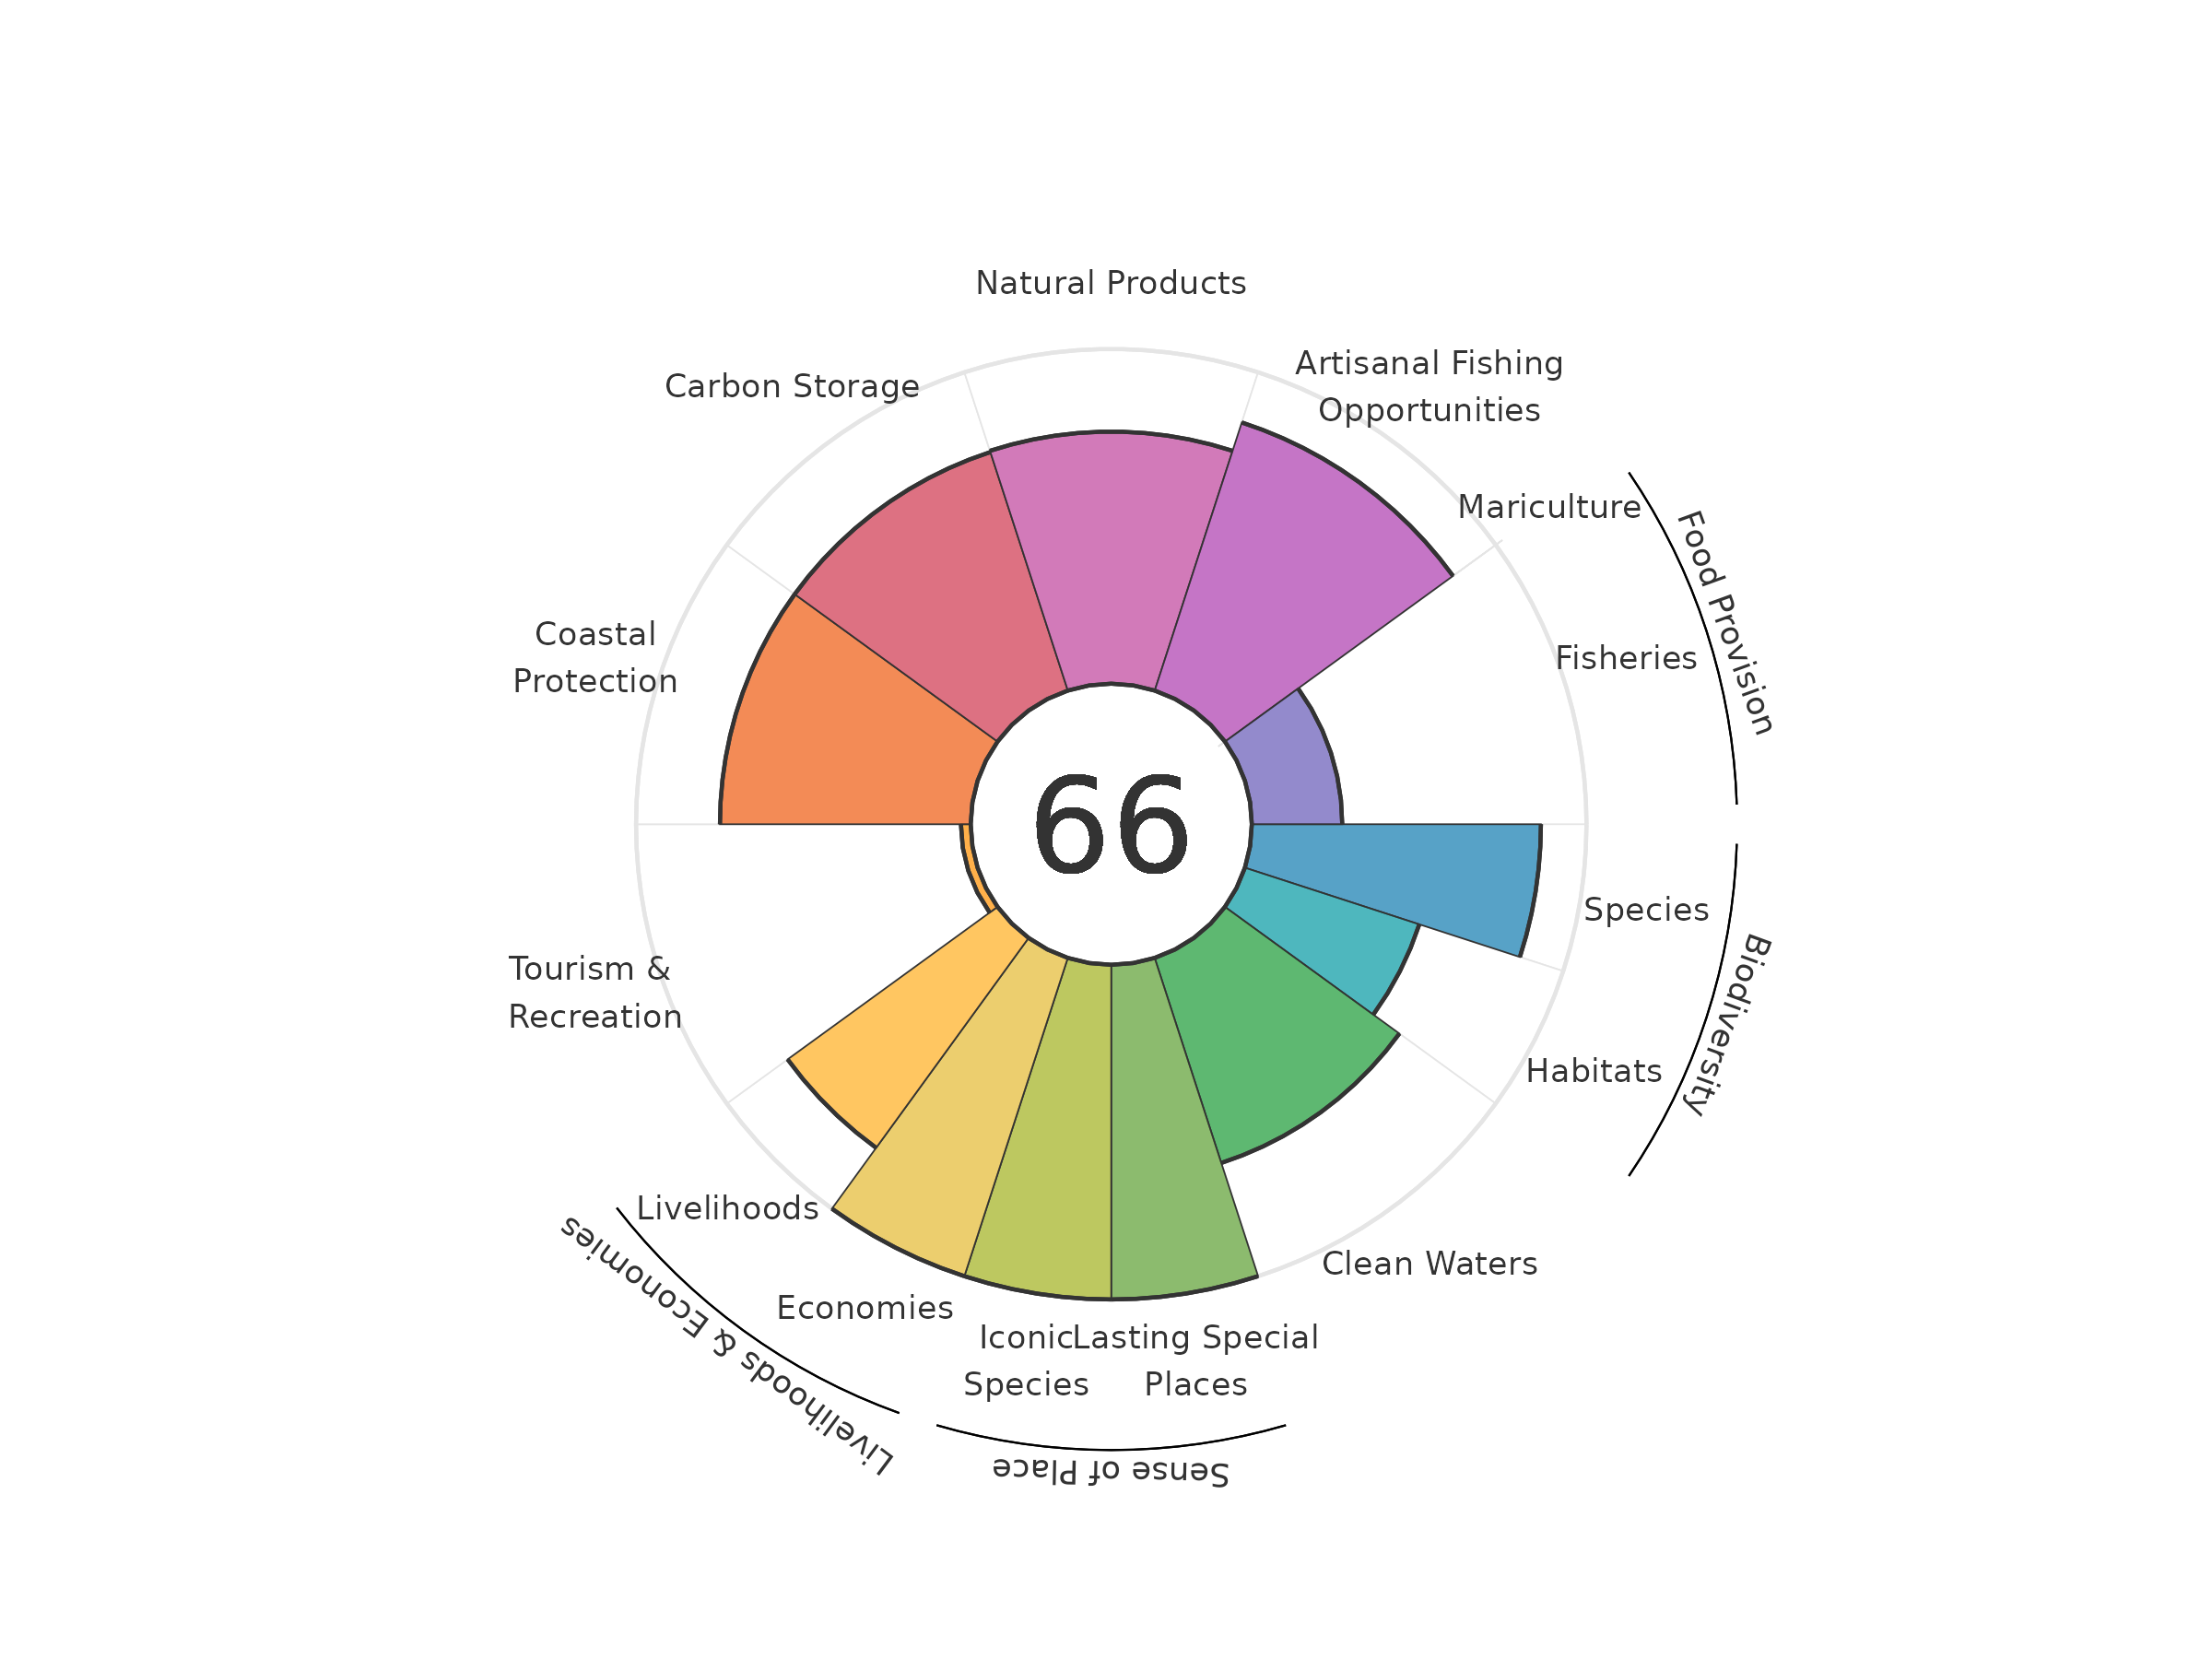 Natural Products
Artisanal Fishing
Opportunities
Carbon Storage
Mariculture
Food Provision
Coastal
Protection
Fisheries
66
Species
Biodiversity
Tourism &
Recreation
Habitats
Livelihoods
Clean Waters
Economies
Livelihoods & Economies
Iconic
Species
Lasting Special
Places
Sense of Place